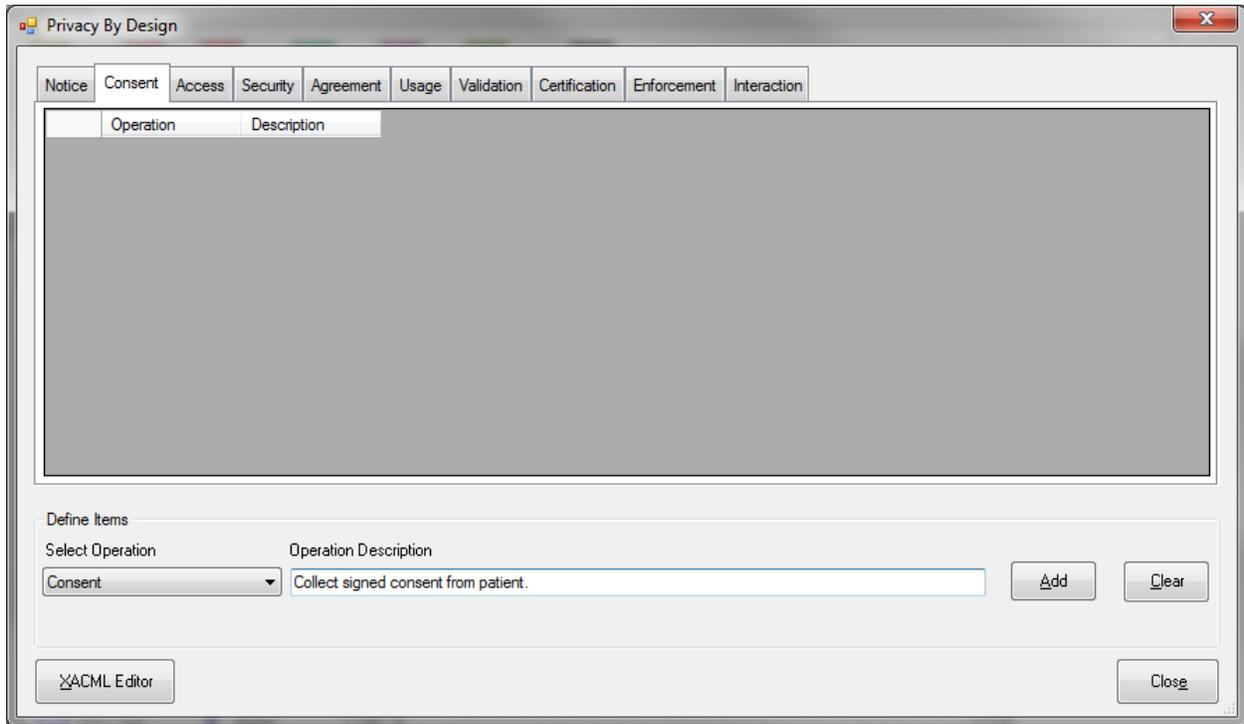 Privacy By Design
Notice Consent Access Security Agreement Usage Validation Certification Enforcement Interaction
Operation Description
Define Items
Select Operation Operation Description
Consent Collect signed consent from patient. Add Clear
XACML Editor Close